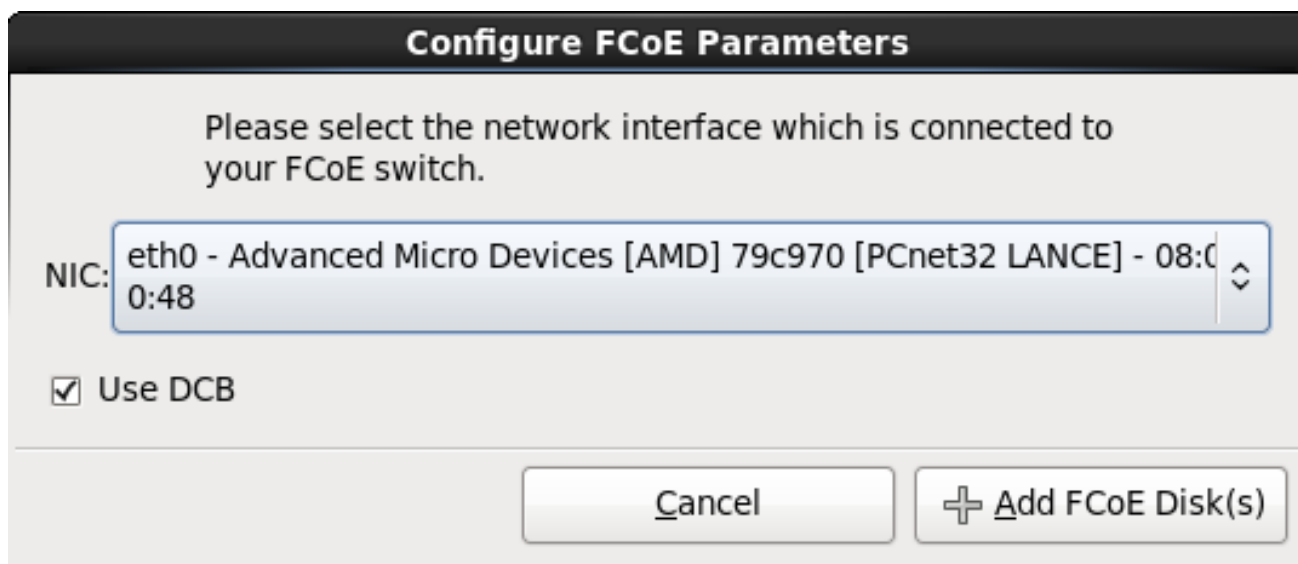 Configure FCoE Parameters
Please select the network interface which is connected to
your FCoE switch.
NIC:
eth0 - Advanced Micro Devices [AMD] 79c970 [PCnet32 LANCE] - 08:0
0:48
Use DCB
Cancel
Add FCoE Disk(s)